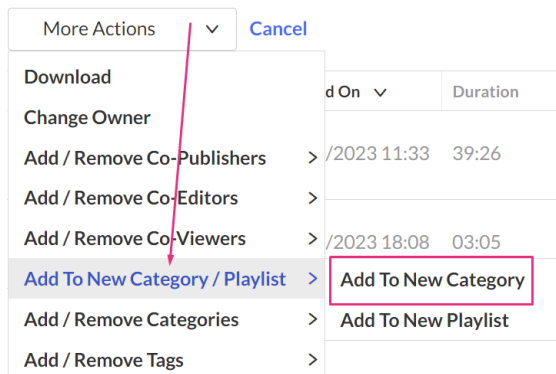 More Actions Cancel
Download
d On Duration
Change Owner
Add / Remove Co-Publishers /2023 11:33 39:26
Add / Remove Co-Editors
Add / Remove Co-Viewers /2023 18:08 03:05
Add To New Category / Playlist Add To New Category
Add / Remove Categories Add To New Playlist
Add / Remove Tags